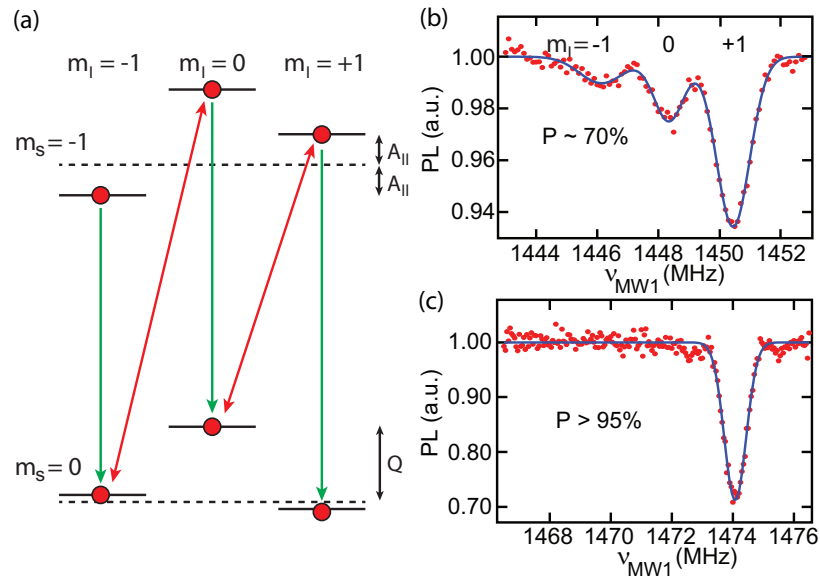 (a)
m_I = -1
m_I = 0
m_I = +1
m_S = -1
A_II
A_II
m_S = 0
Q
(b)
m_I= -1 0 +1
P ~ 70%
PL (a.u.)
1.00
0.98
0.96
0.94
1444 1446 1448 1450 1452
ν_MW1 (MHz)
(c)
P > 95%
PL (a.u.)
1.00
0.90
0.80
0.70
1468 1470 1472 1474 1476
ν_MW1 (MHz)